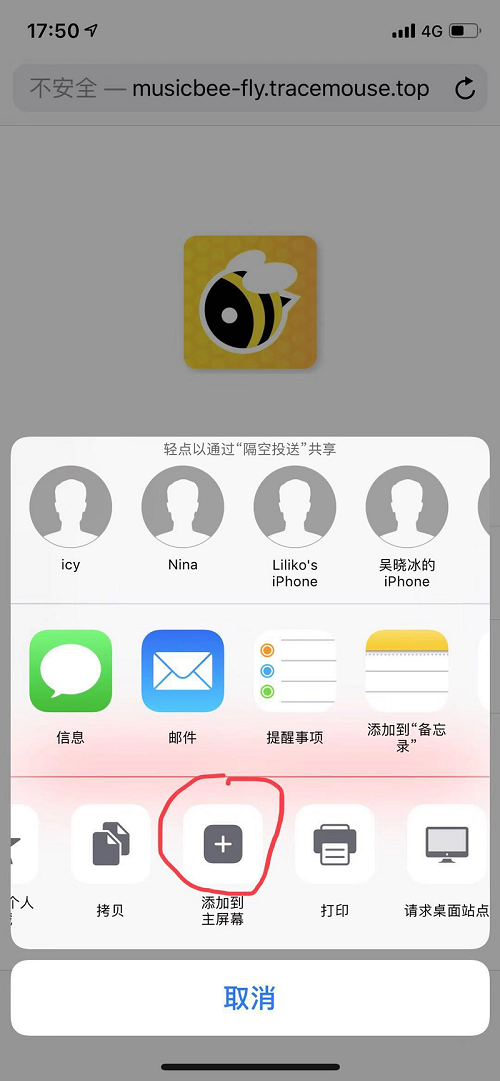 17:50
4G
不安全 — musicbee-fly.tracemouse.top
轻点以通过“隔空投送”共享
icy
Nina
Liliko's
iPhone
吴晓冰的
iPhone
信息
邮件
提醒事项
添加到“备忘
录”
个人
拷贝
添加到
主屏幕
打印
请求桌面站点
取消